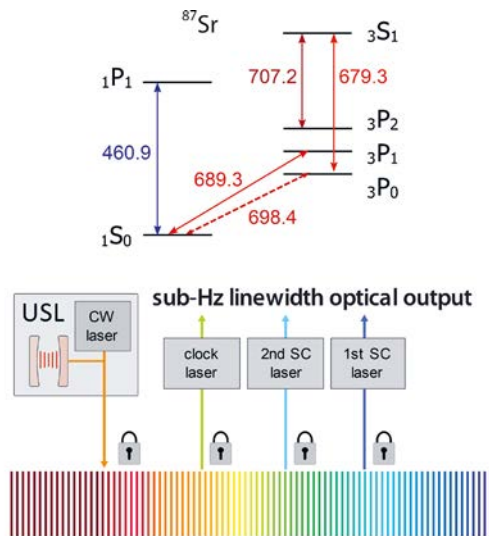 ⁸⁷Sr
₃S₁
₁P₁
707.2
679.3
₃P₂
460.9
₃P₁
689.3
₃P₀
698.4
₁S₀
sub-Hz linewidth optical output
USL
CW
laser
clock
laser
2nd SC
laser
1st SC
laser